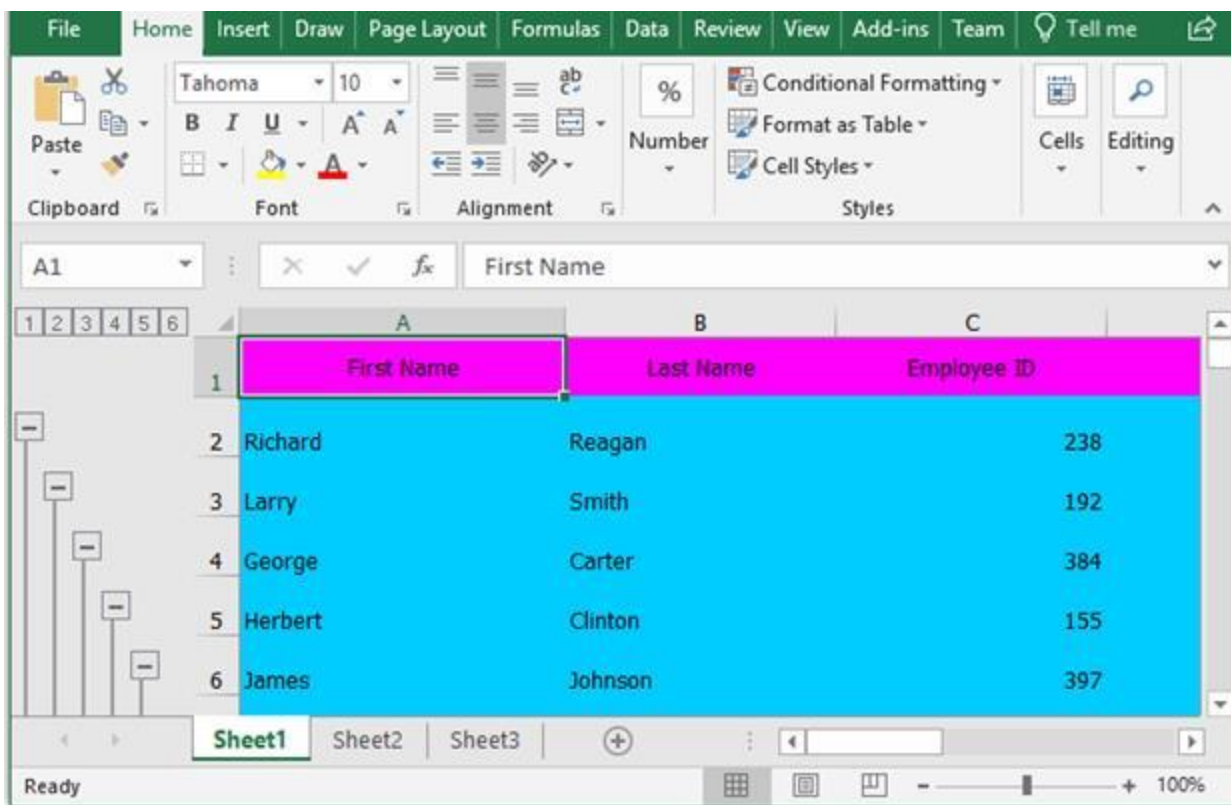 File Home Insert Draw Page Layout Formulas Data Review View Add-ins Team Tell me
Tahoma 10 ab c % Conditional Formatting
Paste B I U A A Number Format as Table Cells Editing
A ab Cell Styles
Clipboard Font Alignment Styles
A1 fx First Name
1 2 3 4 5 6 A B C
1 First Name Last Name Employee ID
2 Richard Reagan 238
3 Larry Smith 192
4 George Carter 384
5 Herbert Clinton 155
6 James Johnson 397
Sheet1 Sheet2 Sheet3
Ready 100%